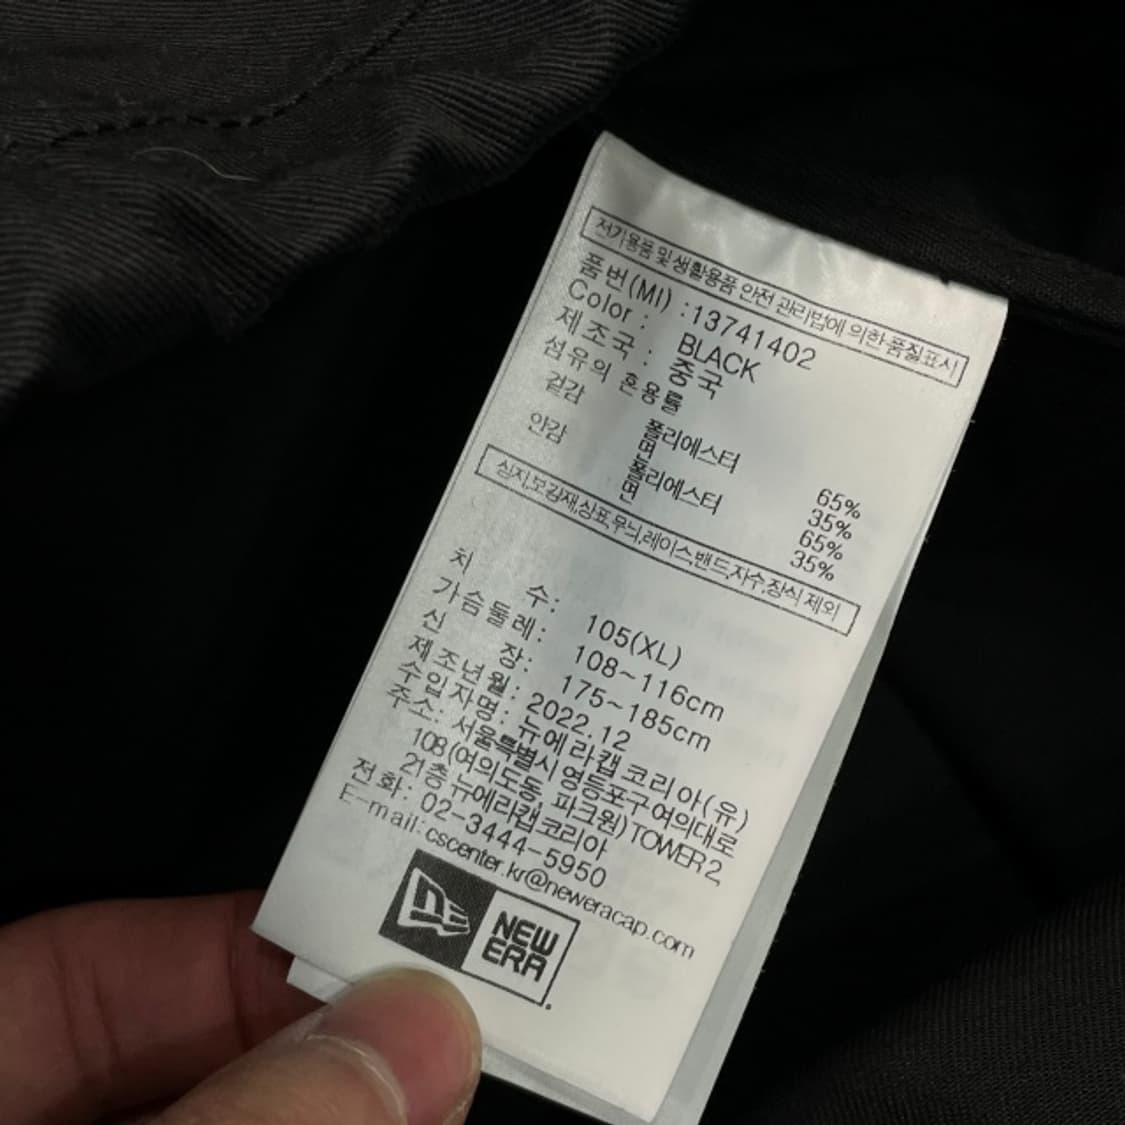 전기용품 및 생활용품 안전 관리법에 의한 품질표시
품번(MI) : 13741402
Color : BLACK
제조국 : 중국
섬유의 혼용률
겉감 폴리에스터 65%
면 35%
안감 폴리에스터 65%
면 35%
심지,보강재,상표,무늬,레이스,밴드,자수,장식 제외
치 수: 105(XL)
가슴둘레: 108~116cm
신 장: 175~185cm
제조년월: 2022.12
수입자명: 뉴에라캡코리아(유)
주소: 서울특별시 영등포구 여의대로
108(여의도동, 파크원) TOWER 2,
21층 뉴에라캡코리아
전화: 02-3444-5950
E-mail:cscenter.kr@neweracap.com
NE
NEW
ERA